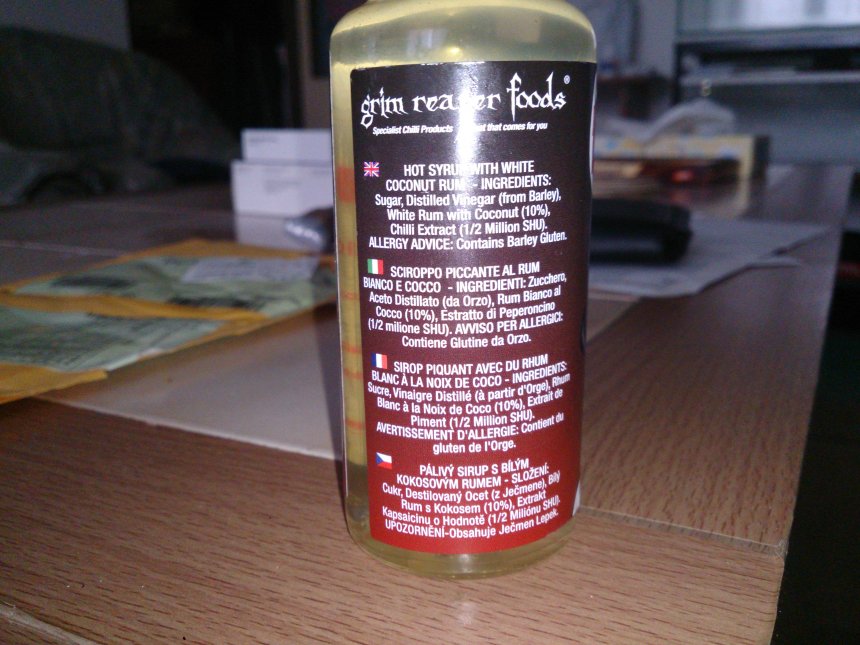 grim reaper foods®
Specialist Chilli Products that comes for you
HOT SYRUP WITH WHITE
COCONUT RUM - INGREDIENTS:
Sugar, Distilled Vinegar (from Barley),
White Rum with Coconut (10%),
Chilli Extract (1/2 Million SHU).
ALLERGY ADVICE: Contains Barley Gluten.
SCIROPPO PICCANTE AL RUM
BIANCO E COCCO - INGREDIENTI: Zucchero,
Aceto Distillato (da Orzo), Rum Bianco al
Cocco (10%), Estratto di Peperoncino
(1/2 milione SHU). AVVISO PER ALLERGICI:
Contiene Glutine da Orzo.
SIROP PIQUANT AVEC DU RHUM
BLANC À LA NOIX DE COCO - INGREDIENTS:
Sucre, Vinaigre Distillé (à partir d'Orge), Rhum
Blanc à la Noix de Coco (10%), Extrait de
Piment (1/2 Million SHU).
AVERTISSEMENT D'ALLERGIE: Contient du
gluten de l'Orge.
PÁLIVÝ SIRUP S BÍLÝM
KOKOSOVÝM RUMEM - SLOŽENÍ:
Cukr, Destilovaný Ocet (z Ječmene), Bílý
Rum s Kokosem (10%), Extrakt
Kapsaicinu o Hodnotě (1/2 Miliónu SHU).
UPOZORNĚNÍ-Obsahuje Ječmen Lepek.